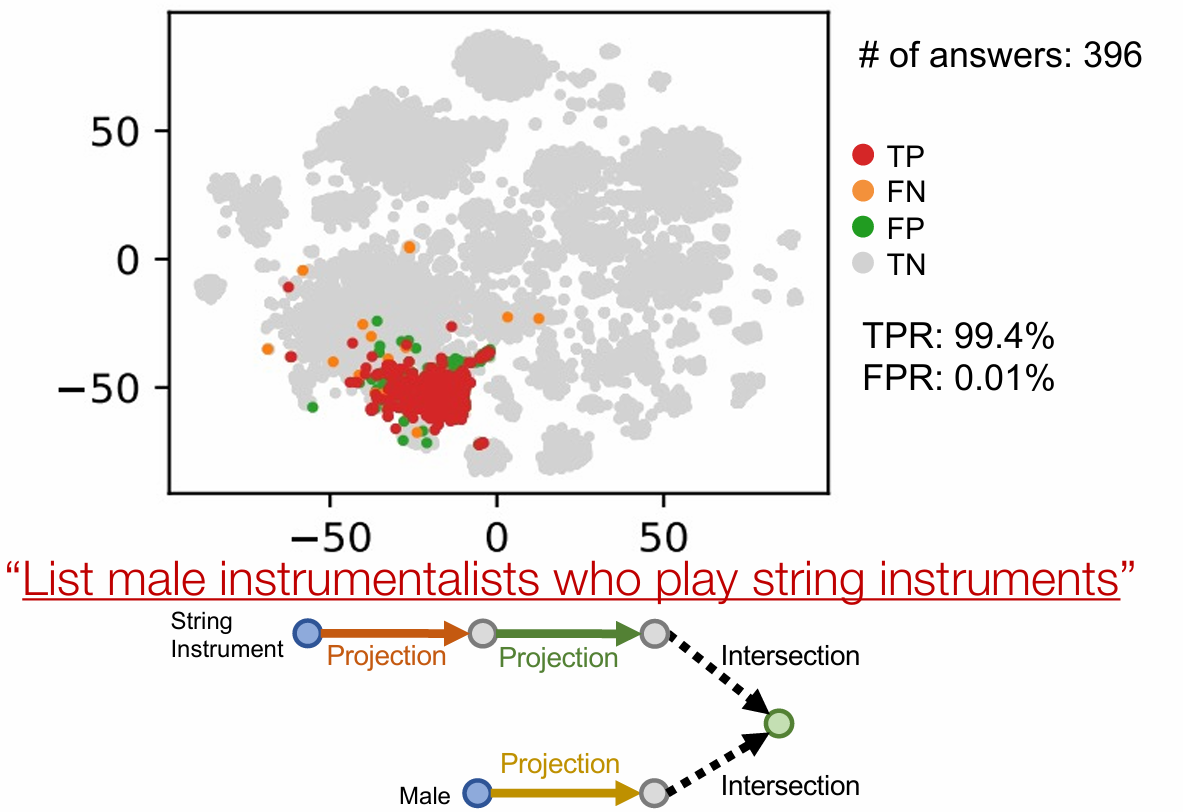 # of answers: 396
50
0
−50
TP
FN
FP
TN
TPR: 99.4%
FPR: 0.01%
−50
0
50
“List male instrumentalists who play string instruments”
String
Instrument
Projection
Projection
Intersection
Projection
Male
Intersection